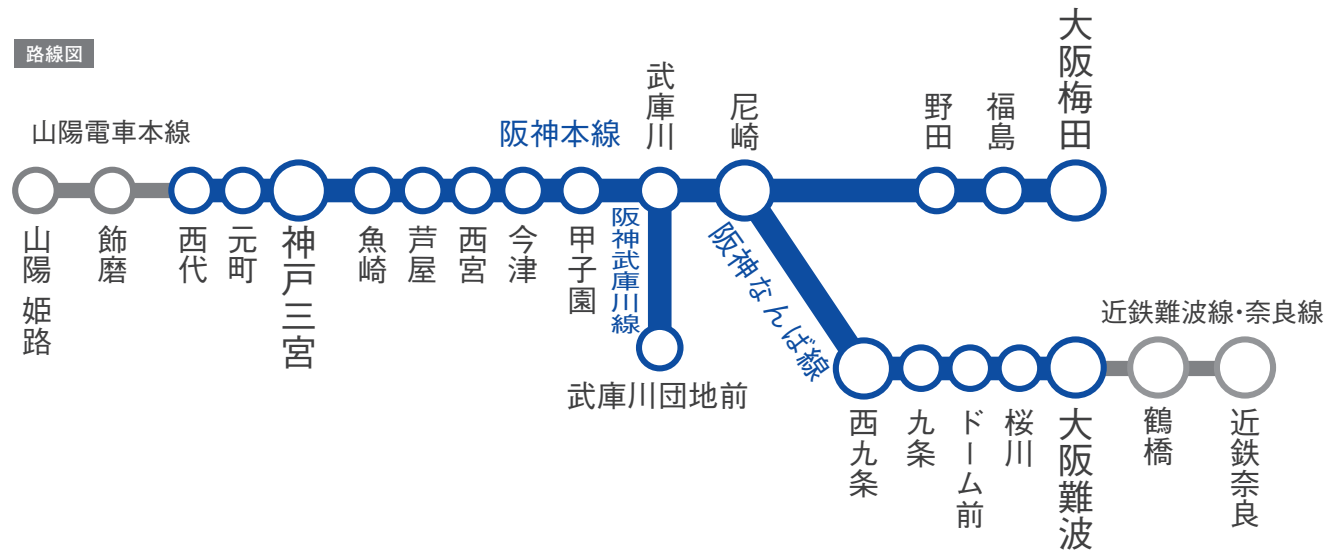 路線図
山陽電車本線
阪神本線
武庫川
尼崎
野田
福島
大阪梅田
山陽 姫路
飾磨
西代
元町
神戸三宮
魚崎
芦屋
西宮
今津
甲子園
阪神武庫川線
武庫川団地前
阪神なんば線
近鉄難波線・奈良線
西九条
九条
ドーム前
桜川
大阪難波
鶴橋
近鉄奈良